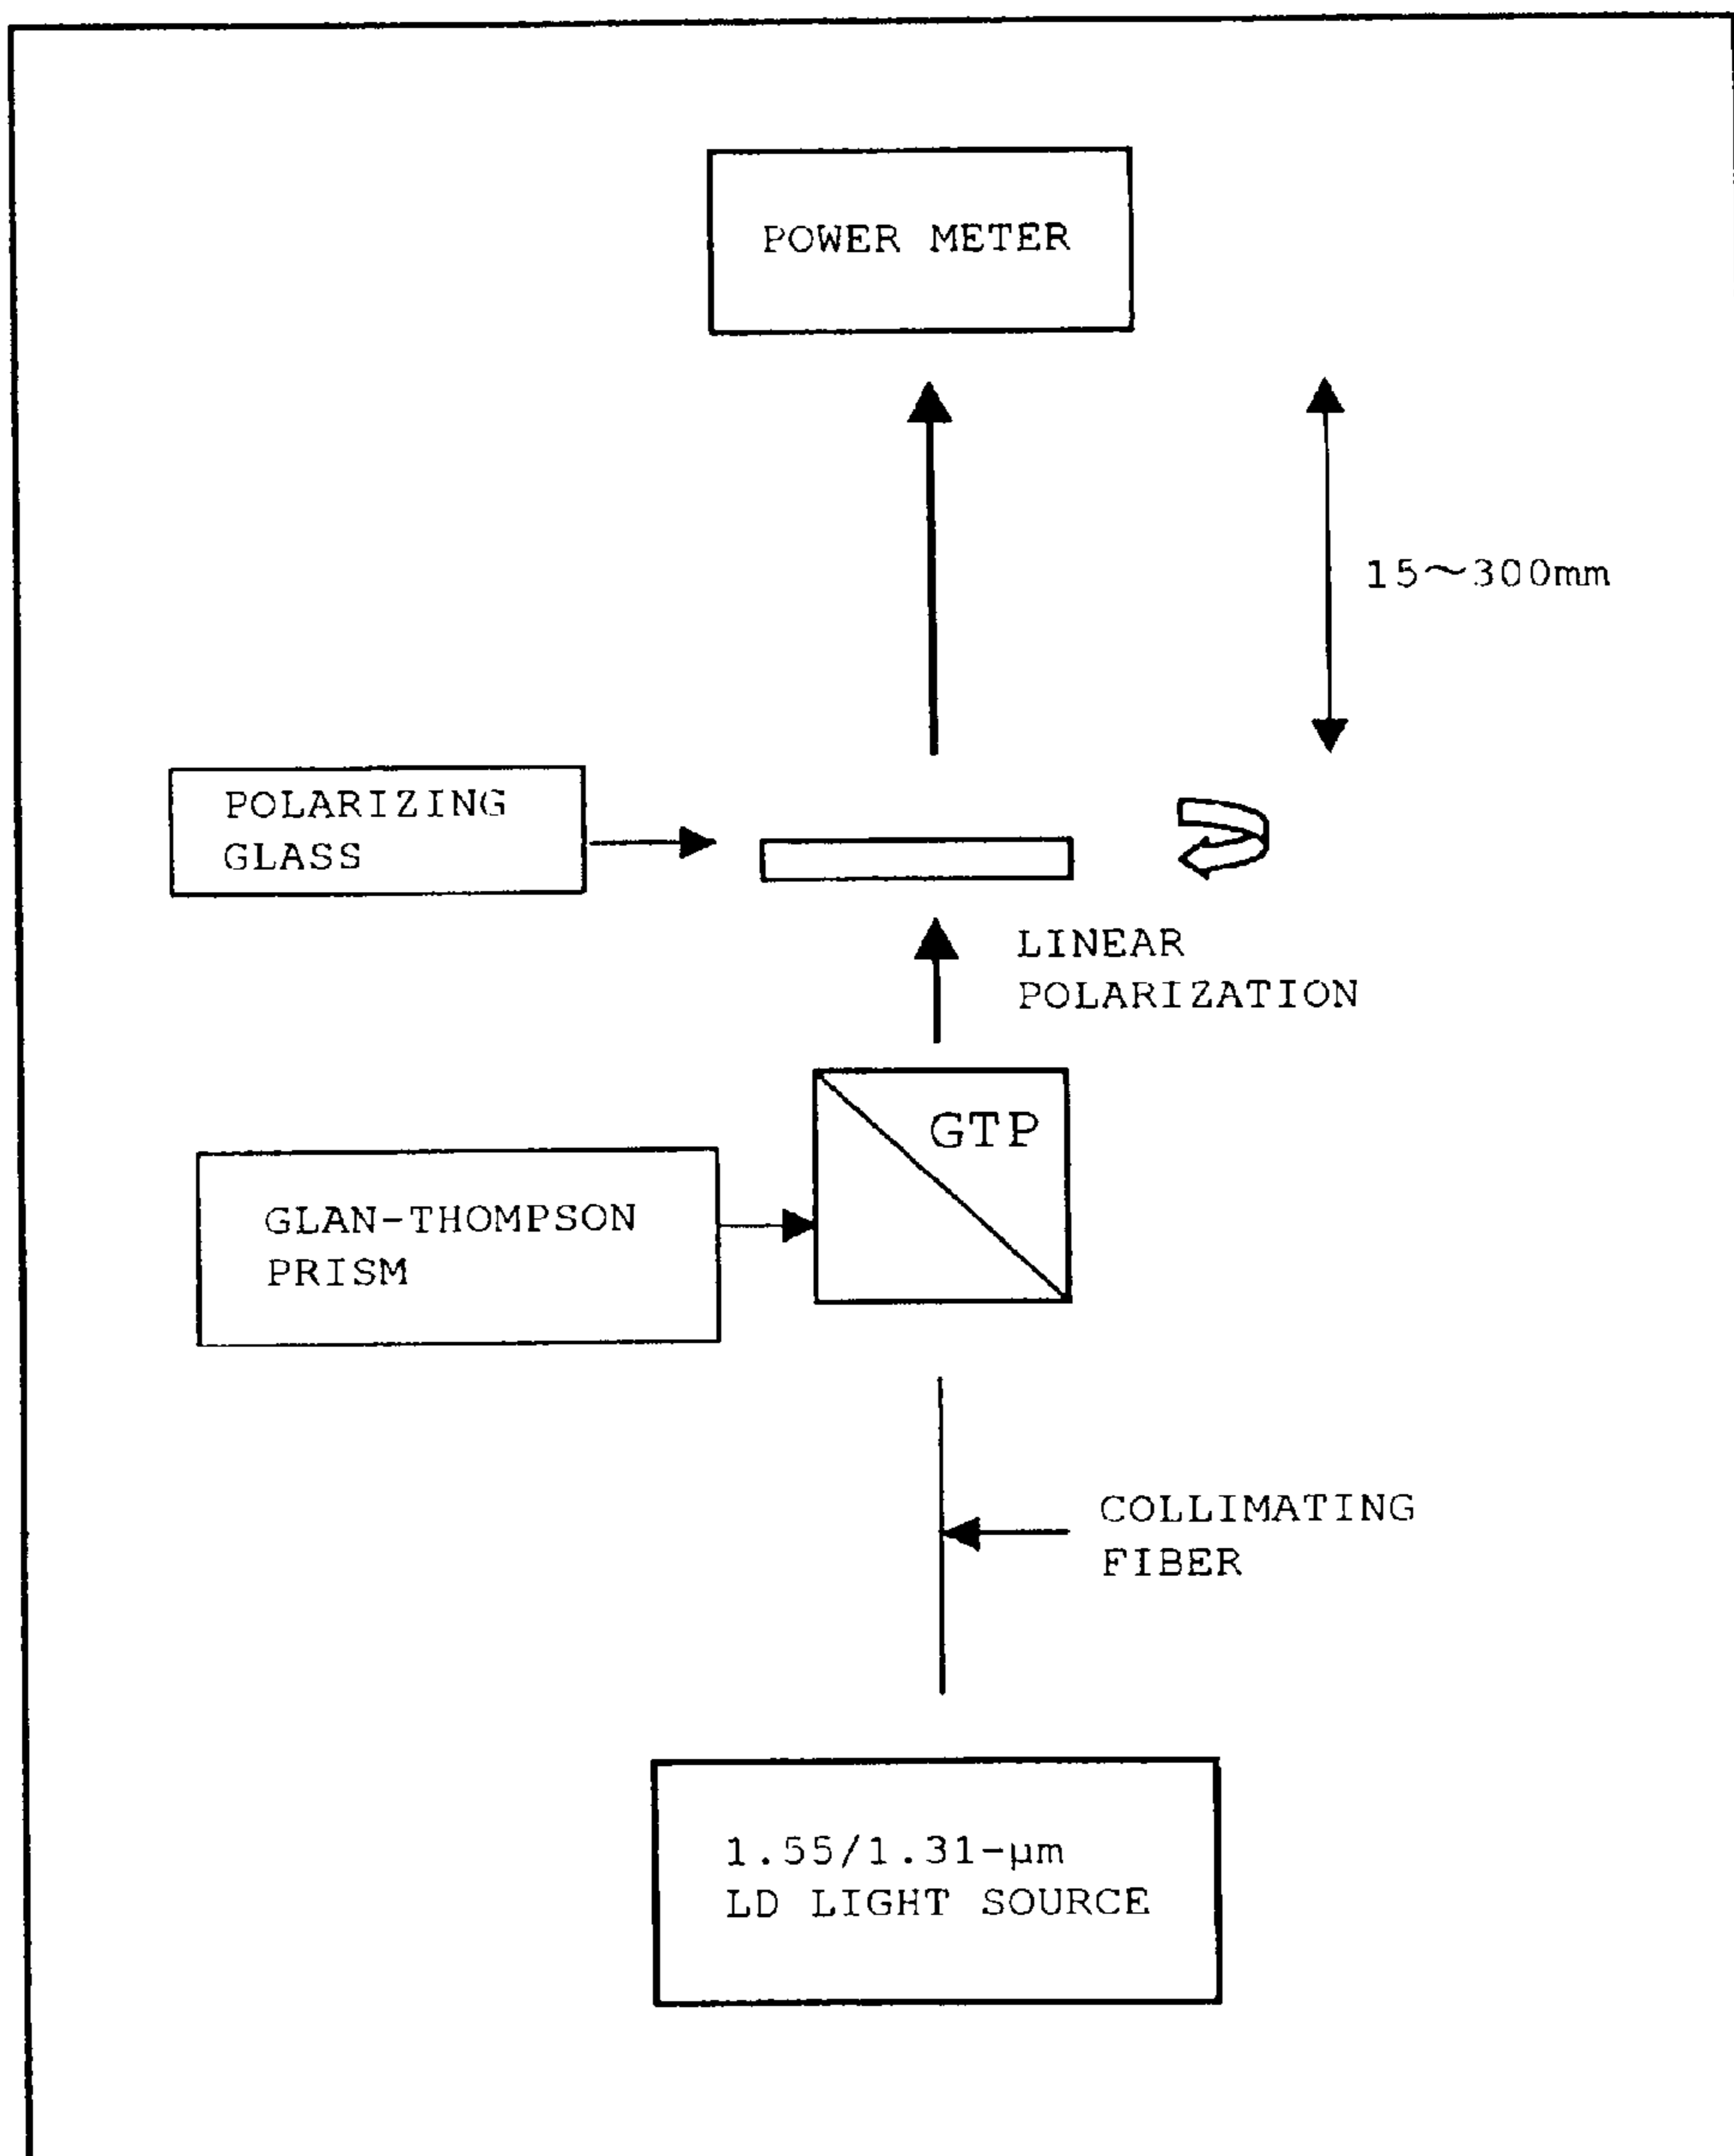 POWER METER
15～300mm
POLARIZING
GLASS
LINEAR
POLARIZATION
GTP
GLAN-THOMPSON
PRISM
COLLIMATING
FIBER
1.55/1.31-μm
LD LIGHT SOURCE